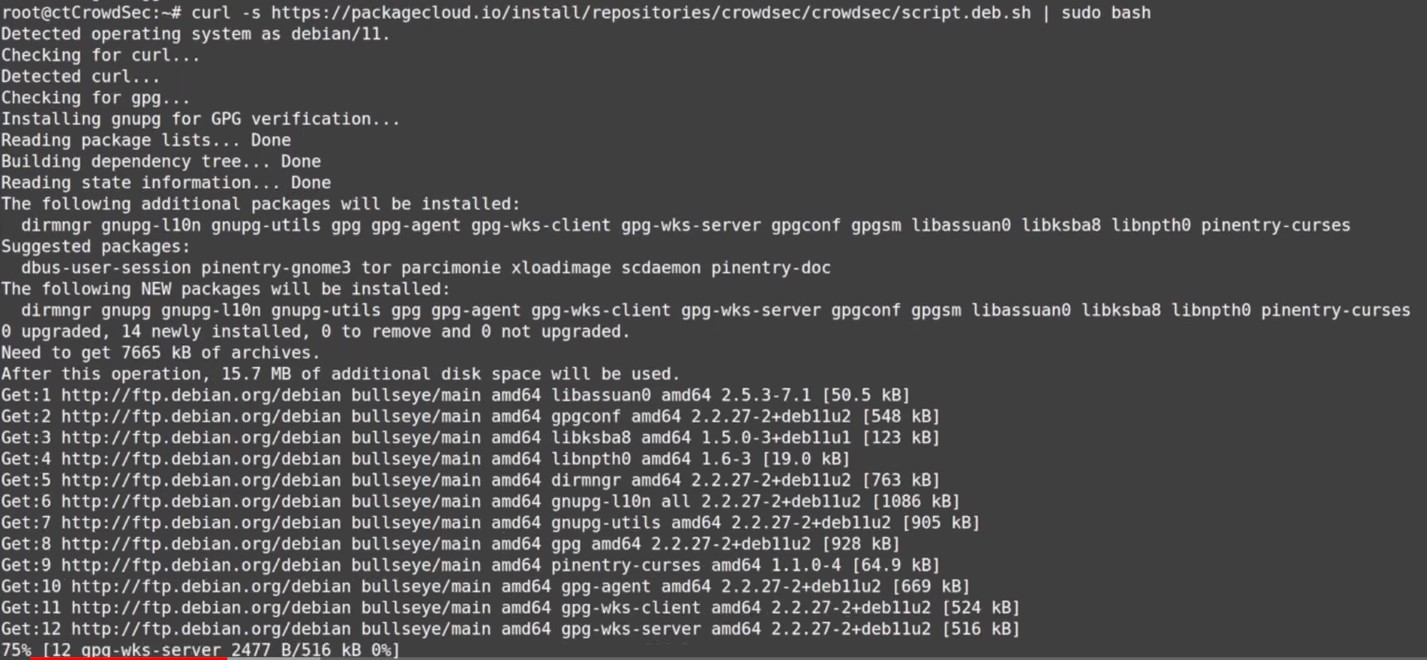 root@ctCrowdSec:~# curl -s https://packagecloud.io/install/repositories/crowdsec/crowdsec/script.deb.sh | sudo bash
Detected operating system as debian/11.
Checking for curl...
Detected curl...
Checking for gpg...
Installing gnupg for GPG verification...
Reading package lists... Done
Building dependency tree... Done
Reading state information... Done
The following additional packages will be installed:
  dirmngr gnupg-l10n gnupg-utils gpg gpg-agent gpg-wks-client gpg-wks-server gpgconf gpgsm libassuan0 libksba8 libnpth0 pinentry-curses
Suggested packages:
  dbus-user-session pinentry-gnome3 tor parcimonie xloadimage scdaemon pinentry-doc
The following NEW packages will be installed:
  dirmngr gnupg gnupg-l10n gnupg-utils gpg gpg-agent gpg-wks-client gpg-wks-server gpgconf gpgsm libassuan0 libksba8 libnpth0 pinentry-curses
0 upgraded, 14 newly installed, 0 to remove and 0 not upgraded.
Need to get 7665 kB of archives.
After this operation, 15.7 MB of additional disk space will be used.
Get:1 http://ftp.debian.org/debian bullseye/main amd64 libassuan0 amd64 2.5.3-7.1 [50.5 kB]
Get:2 http://ftp.debian.org/debian bullseye/main amd64 gpgconf amd64 2.2.27-2+deb11u2 [548 kB]
Get:3 http://ftp.debian.org/debian bullseye/main amd64 libksba8 amd64 1.5.0-3+deb11u1 [123 kB]
Get:4 http://ftp.debian.org/debian bullseye/main amd64 libnpth0 amd64 1.6-3 [19.0 kB]
Get:5 http://ftp.debian.org/debian bullseye/main amd64 dirmngr amd64 2.2.27-2+deb11u2 [763 kB]
Get:6 http://ftp.debian.org/debian bullseye/main amd64 gnupg-l10n all 2.2.27-2+deb11u2 [1086 kB]
Get:7 http://ftp.debian.org/debian bullseye/main amd64 gnupg-utils amd64 2.2.27-2+deb11u2 [905 kB]
Get:8 http://ftp.debian.org/debian bullseye/main amd64 gpg amd64 2.2.27-2+deb11u2 [928 kB]
Get:9 http://ftp.debian.org/debian bullseye/main amd64 pinentry-curses amd64 1.1.0-4 [64.9 kB]
Get:10 http://ftp.debian.org/debian bullseye/main amd64 gpg-agent amd64 2.2.27-2+deb11u2 [669 kB]
Get:11 http://ftp.debian.org/debian bullseye/main amd64 gpg-wks-client amd64 2.2.27-2+deb11u2 [524 kB]
Get:12 http://ftp.debian.org/debian bullseye/main amd64 gpg-wks-server amd64 2.2.27-2+deb11u2 [516 kB]
75% [12 gpg-wks-server 2477 B/516 kB 0%]